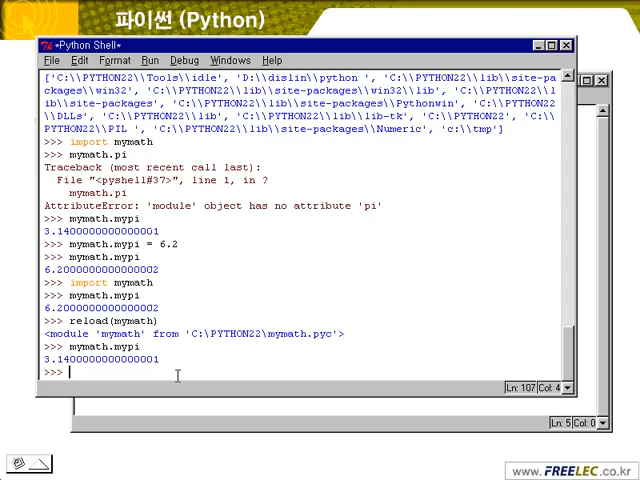 파이썬 (Python)
*Python Shell*
File Edit Format Run Debug Windows Help
['C:\\PYTHON22\\Tools\\idle', 'D:\\dislin\\python ', 'C:\\PYTHON22\\lib\\site-pa
ckages\\win32', 'C:\\PYTHON22\\lib\\site-packages\\win32\\lib', 'C:\\PYTHON22\\l
ib\\site-packages', 'C:\\PYTHON22\\lib\\site-packages\\Pythonwin', 'C:\\PYTHON22
\\DLLs', 'C:\\PYTHON22\\lib', 'C:\\PYTHON22\\lib\\lib-tk', 'C:\\PYTHON22', 'C:\\
PYTHON22\\PIL ', 'C:\\PYTHON22\\lib\\site-packages\\Numeric', 'c:\\tmp']
>>> import mymath
>>> mymath.pi
Traceback (most recent call last):
File "<pyshell#37>", line 1, in ?
mymath.pi
AttributeError: 'module' object has no attribute 'pi'
>>> mymath.mypi
3.1400000000000001
>>> mymath.mypi = 6.2
>>> mymath.mypi
6.2000000000000002
>>> import mymath
>>> mymath.mypi
6.2000000000000002
>>> reload(mymath)
<module 'mymath' from 'C:\PYTHON22\mymath.pyc'>
>>> mymath.mypi
3.1400000000000001
>>>
Ln: 107 Col: 4
Ln: 5 Col: 0
www.FREELEC.co.kr